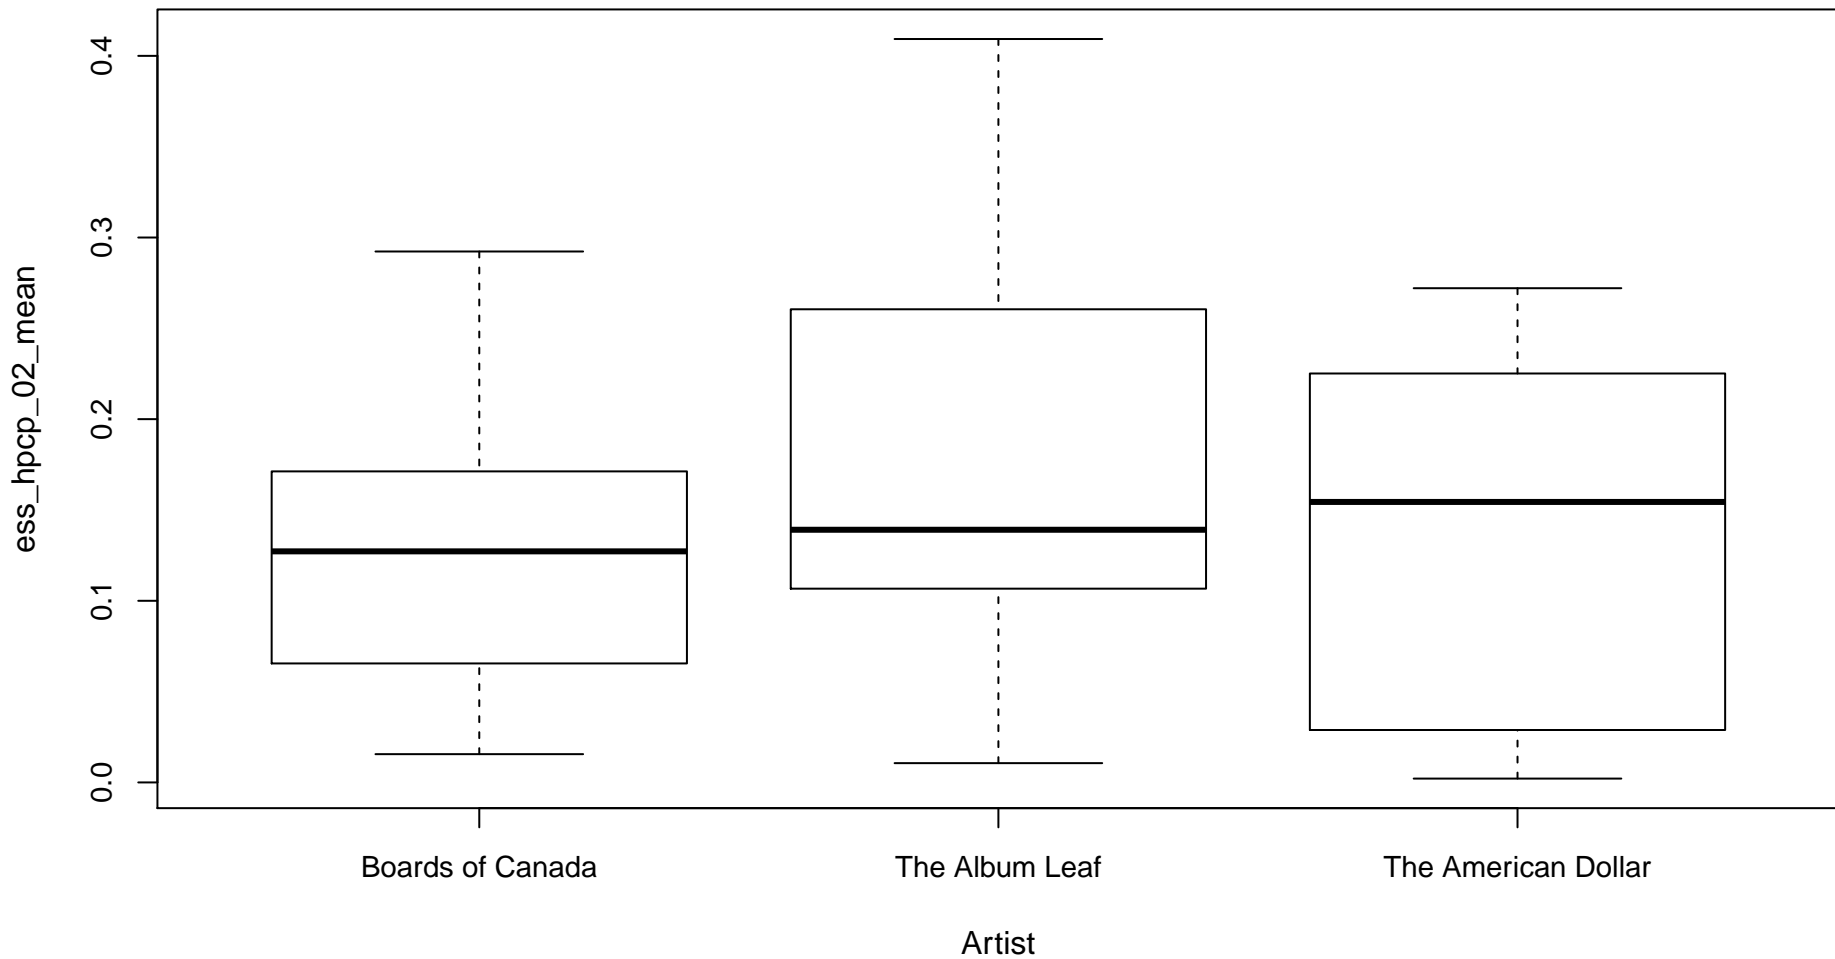 0.4
0.3
0.2
0.1
0.0
ess_hpcp_02_mean
Boards of Canada
The Album Leaf
The American Dollar
Artist